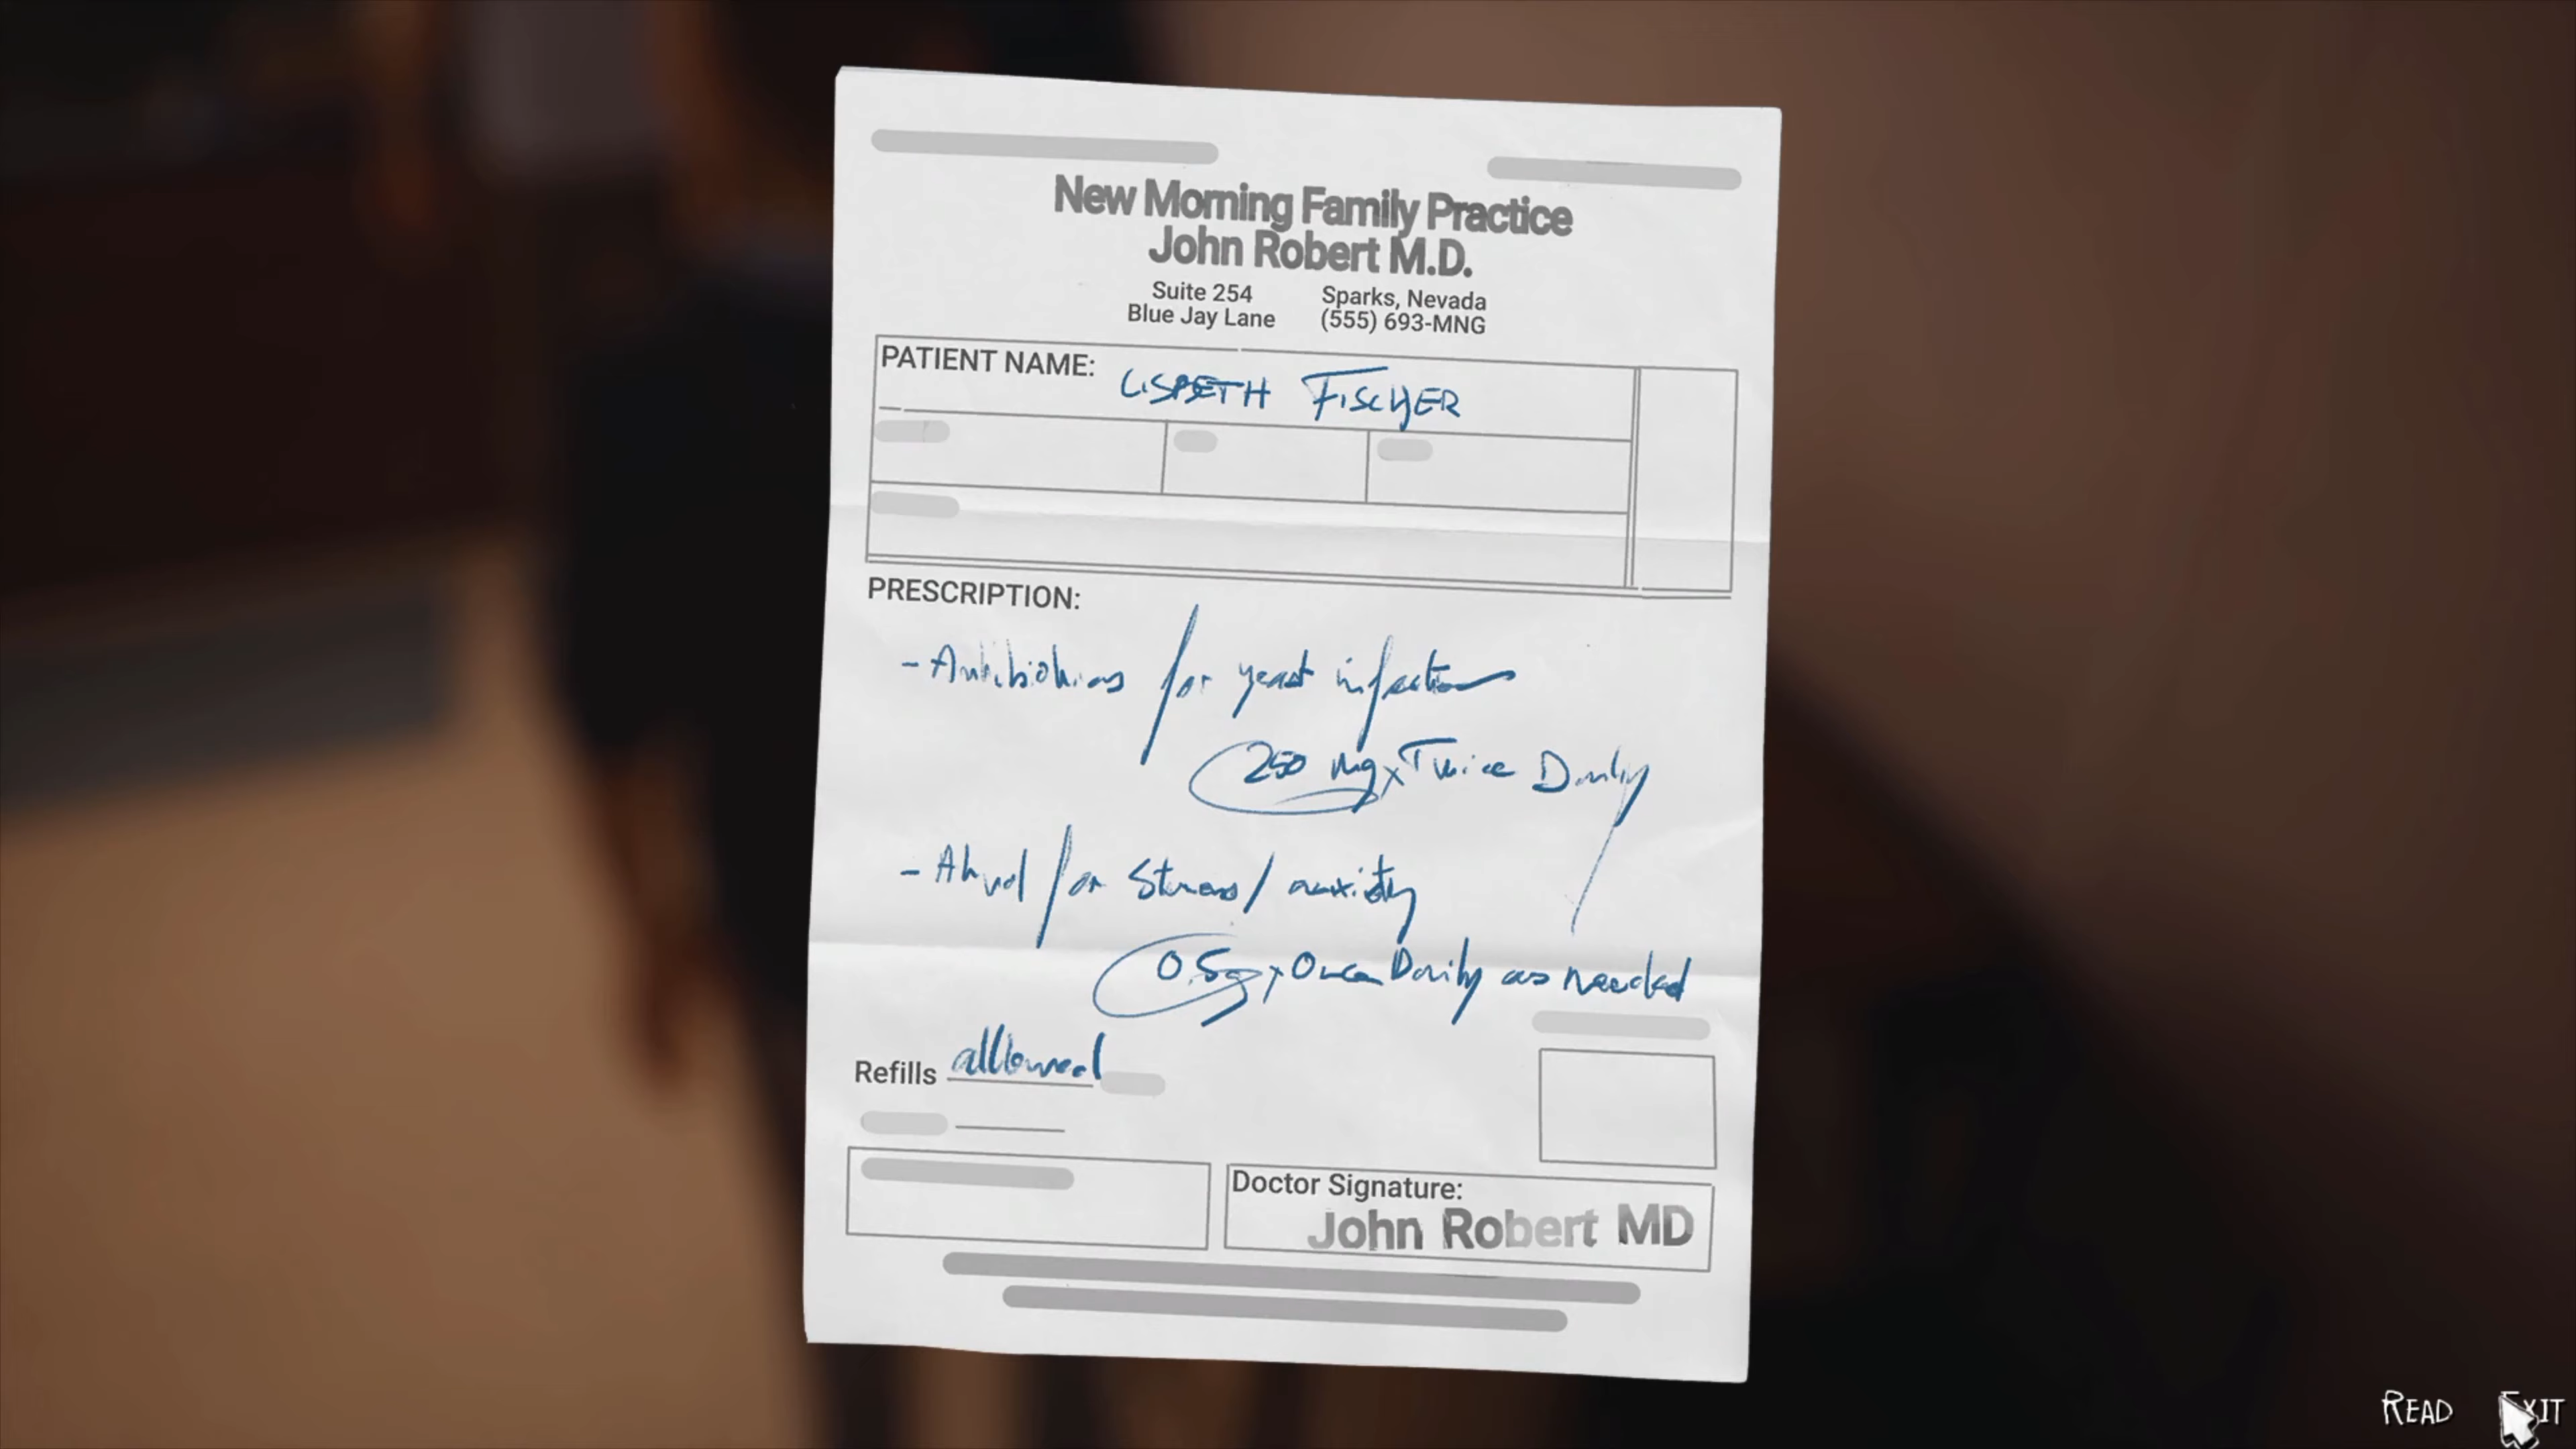 New Morning Family Practice
John Robert M.D.
Suite 254 Sparks, Nevada
Blue Jay Lane (555) 693-MNG
PATIENT NAME: LISBETH FISCHER
PRESCRIPTION:
- Antibiotics for yeast infection
250 mg x Twice Daily
- for Stress/anxiety
0.5g x Once Daily as needed
Refills allowed
Doctor Signature:
John Robert MD
READ EXIT